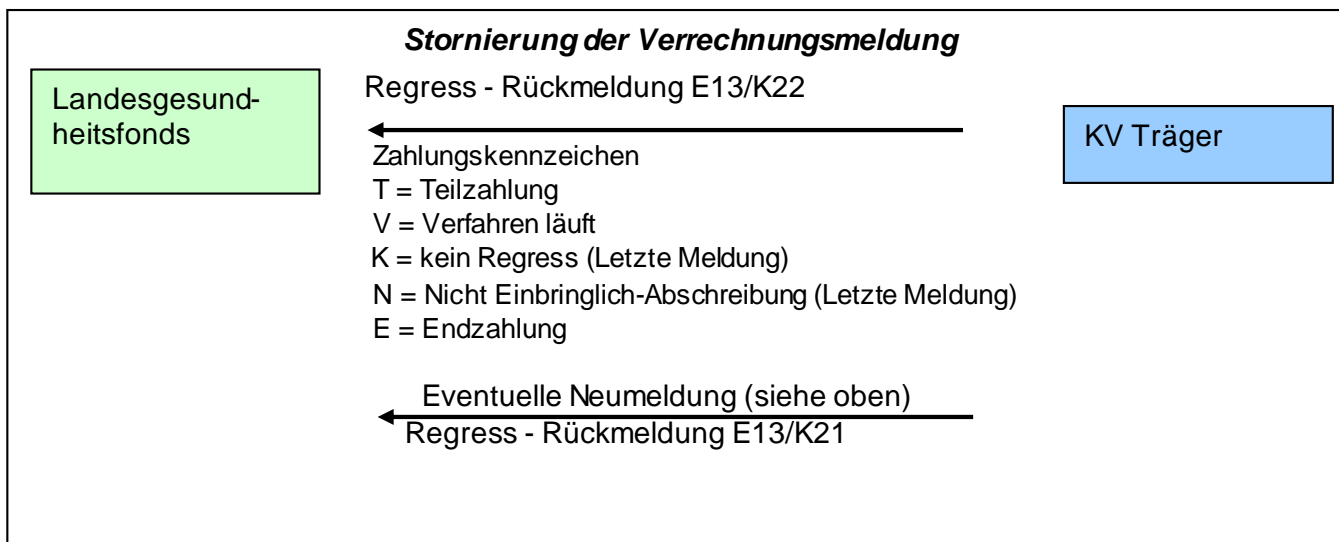 Stornierung der Verrechnungsmeldung
Landesgesund-
heitsfonds
Regress - Rückmeldung E13/K22
KV Träger
Zahlungskennzeichen
T = Teilzahlung
V = Verfahren läuft
K = kein Regress (Letzte Meldung)
N = Nicht Einbringlich-Abschreibung (Letzte Meldung)
E = Endzahlung
Eventuelle Neumeldung (siehe oben)
Regress - Rückmeldung E13/K21